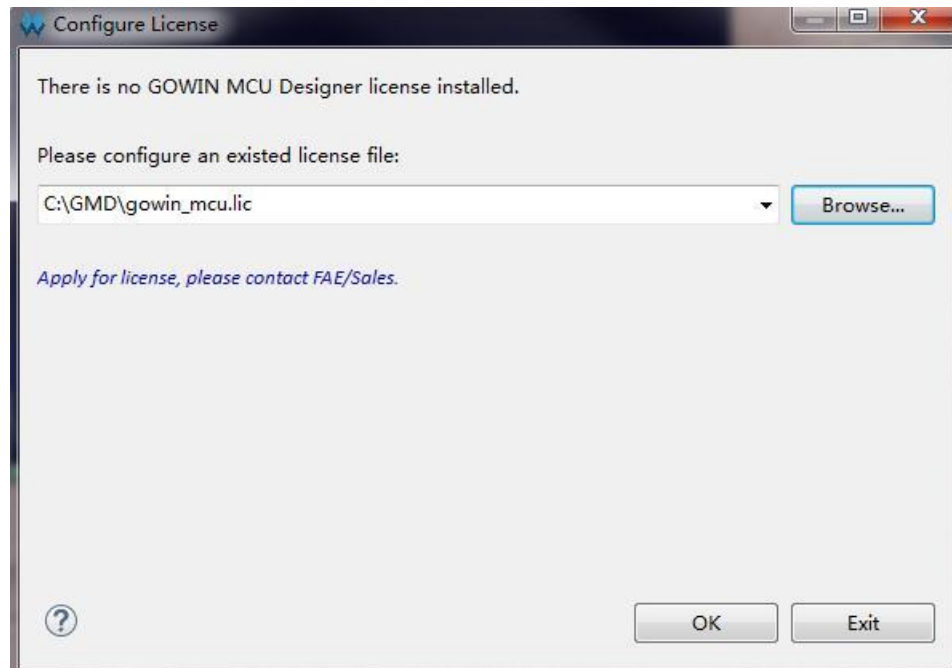 Configure License
There is no GOWIN MCU Designer license installed.
Please configure an existed license file:
C:\GMD\gowin_mcu.lic
Browse...
Apply for license, please contact FAE/Sales.
?
OK
Exit